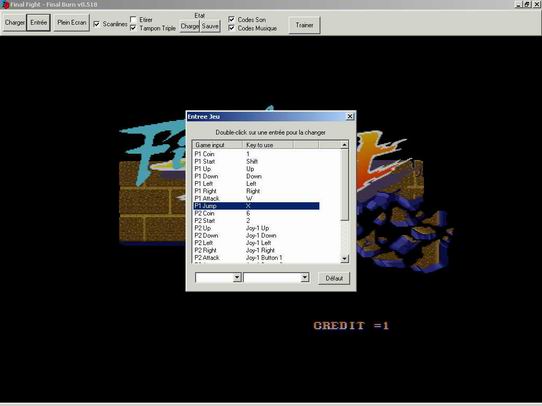 Final Fight - Final Burn v0.518
Charger Entrée Plein Ecran Scanlines Etirer Tampon Triple Etat Charge Sauve Codes Son Codes Musique Trainer
Entree Jeu
Double-click sur une entrée pour la changer
Game input Key to use
P1 Coin 1
P1 Start Shift
P1 Up Up
P1 Down Down
P1 Left Left
P1 Right Right
P1 Attack W
P1 Jump X
P2 Coin 6
P2 Start 2
P2 Up Joy-1 Up
P2 Down Joy-1 Down
P2 Left Joy-1 Left
P2 Right Joy-1 Right
P2 Attack Joy-1 Button 1
Défaut
CREDIT =1